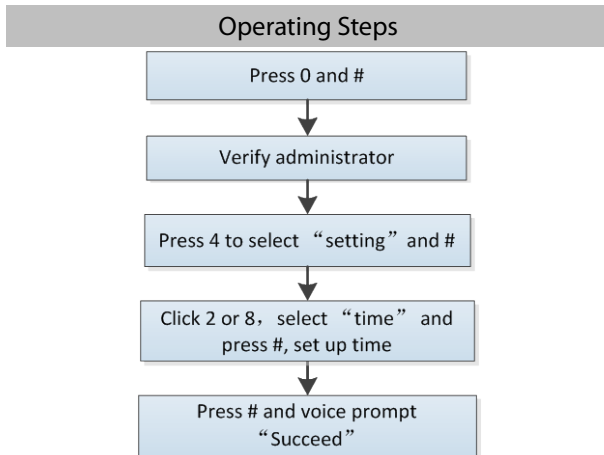 Operating Steps
Press 0 and #
Verify administrator
Press 4 to select “setting” and #
Click 2 or 8，select “time” and
press #, set up time
Press # and voice prompt
“Succeed”